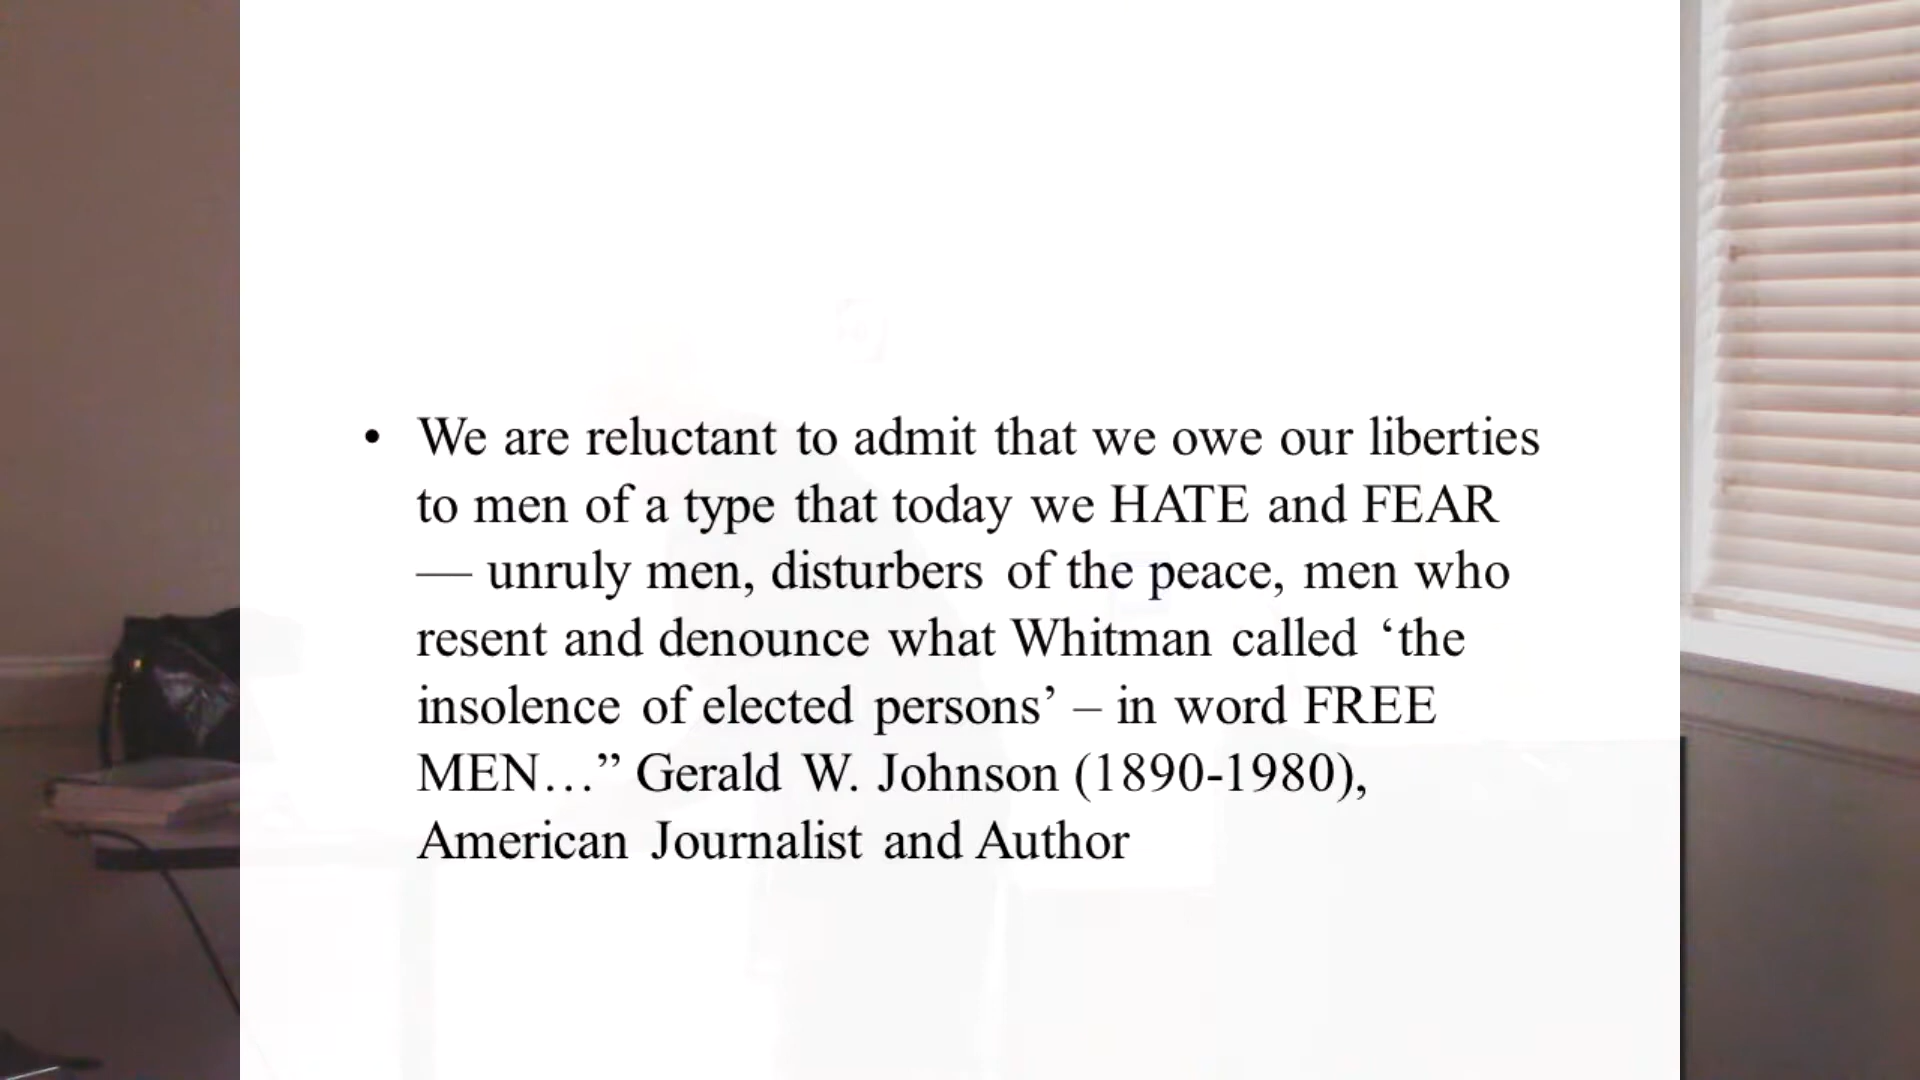 • We are reluctant to admit that we owe our liberties
to men of a type that today we HATE and FEAR
— unruly men, disturbers of the peace, men who
resent and denounce what Whitman called ‘the
insolence of elected persons’ – in word FREE
MEN…” Gerald W. Johnson (1890-1980),
American Journalist and Author